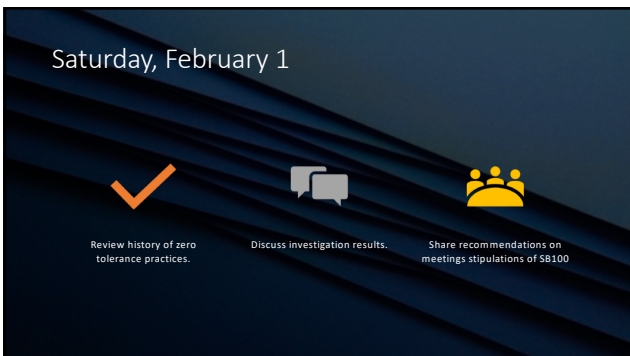 Saturday, February 1
Review history of zero
tolerance practices.
Discuss investigation results.
Share recommendations on
meetings stipulations of SB100